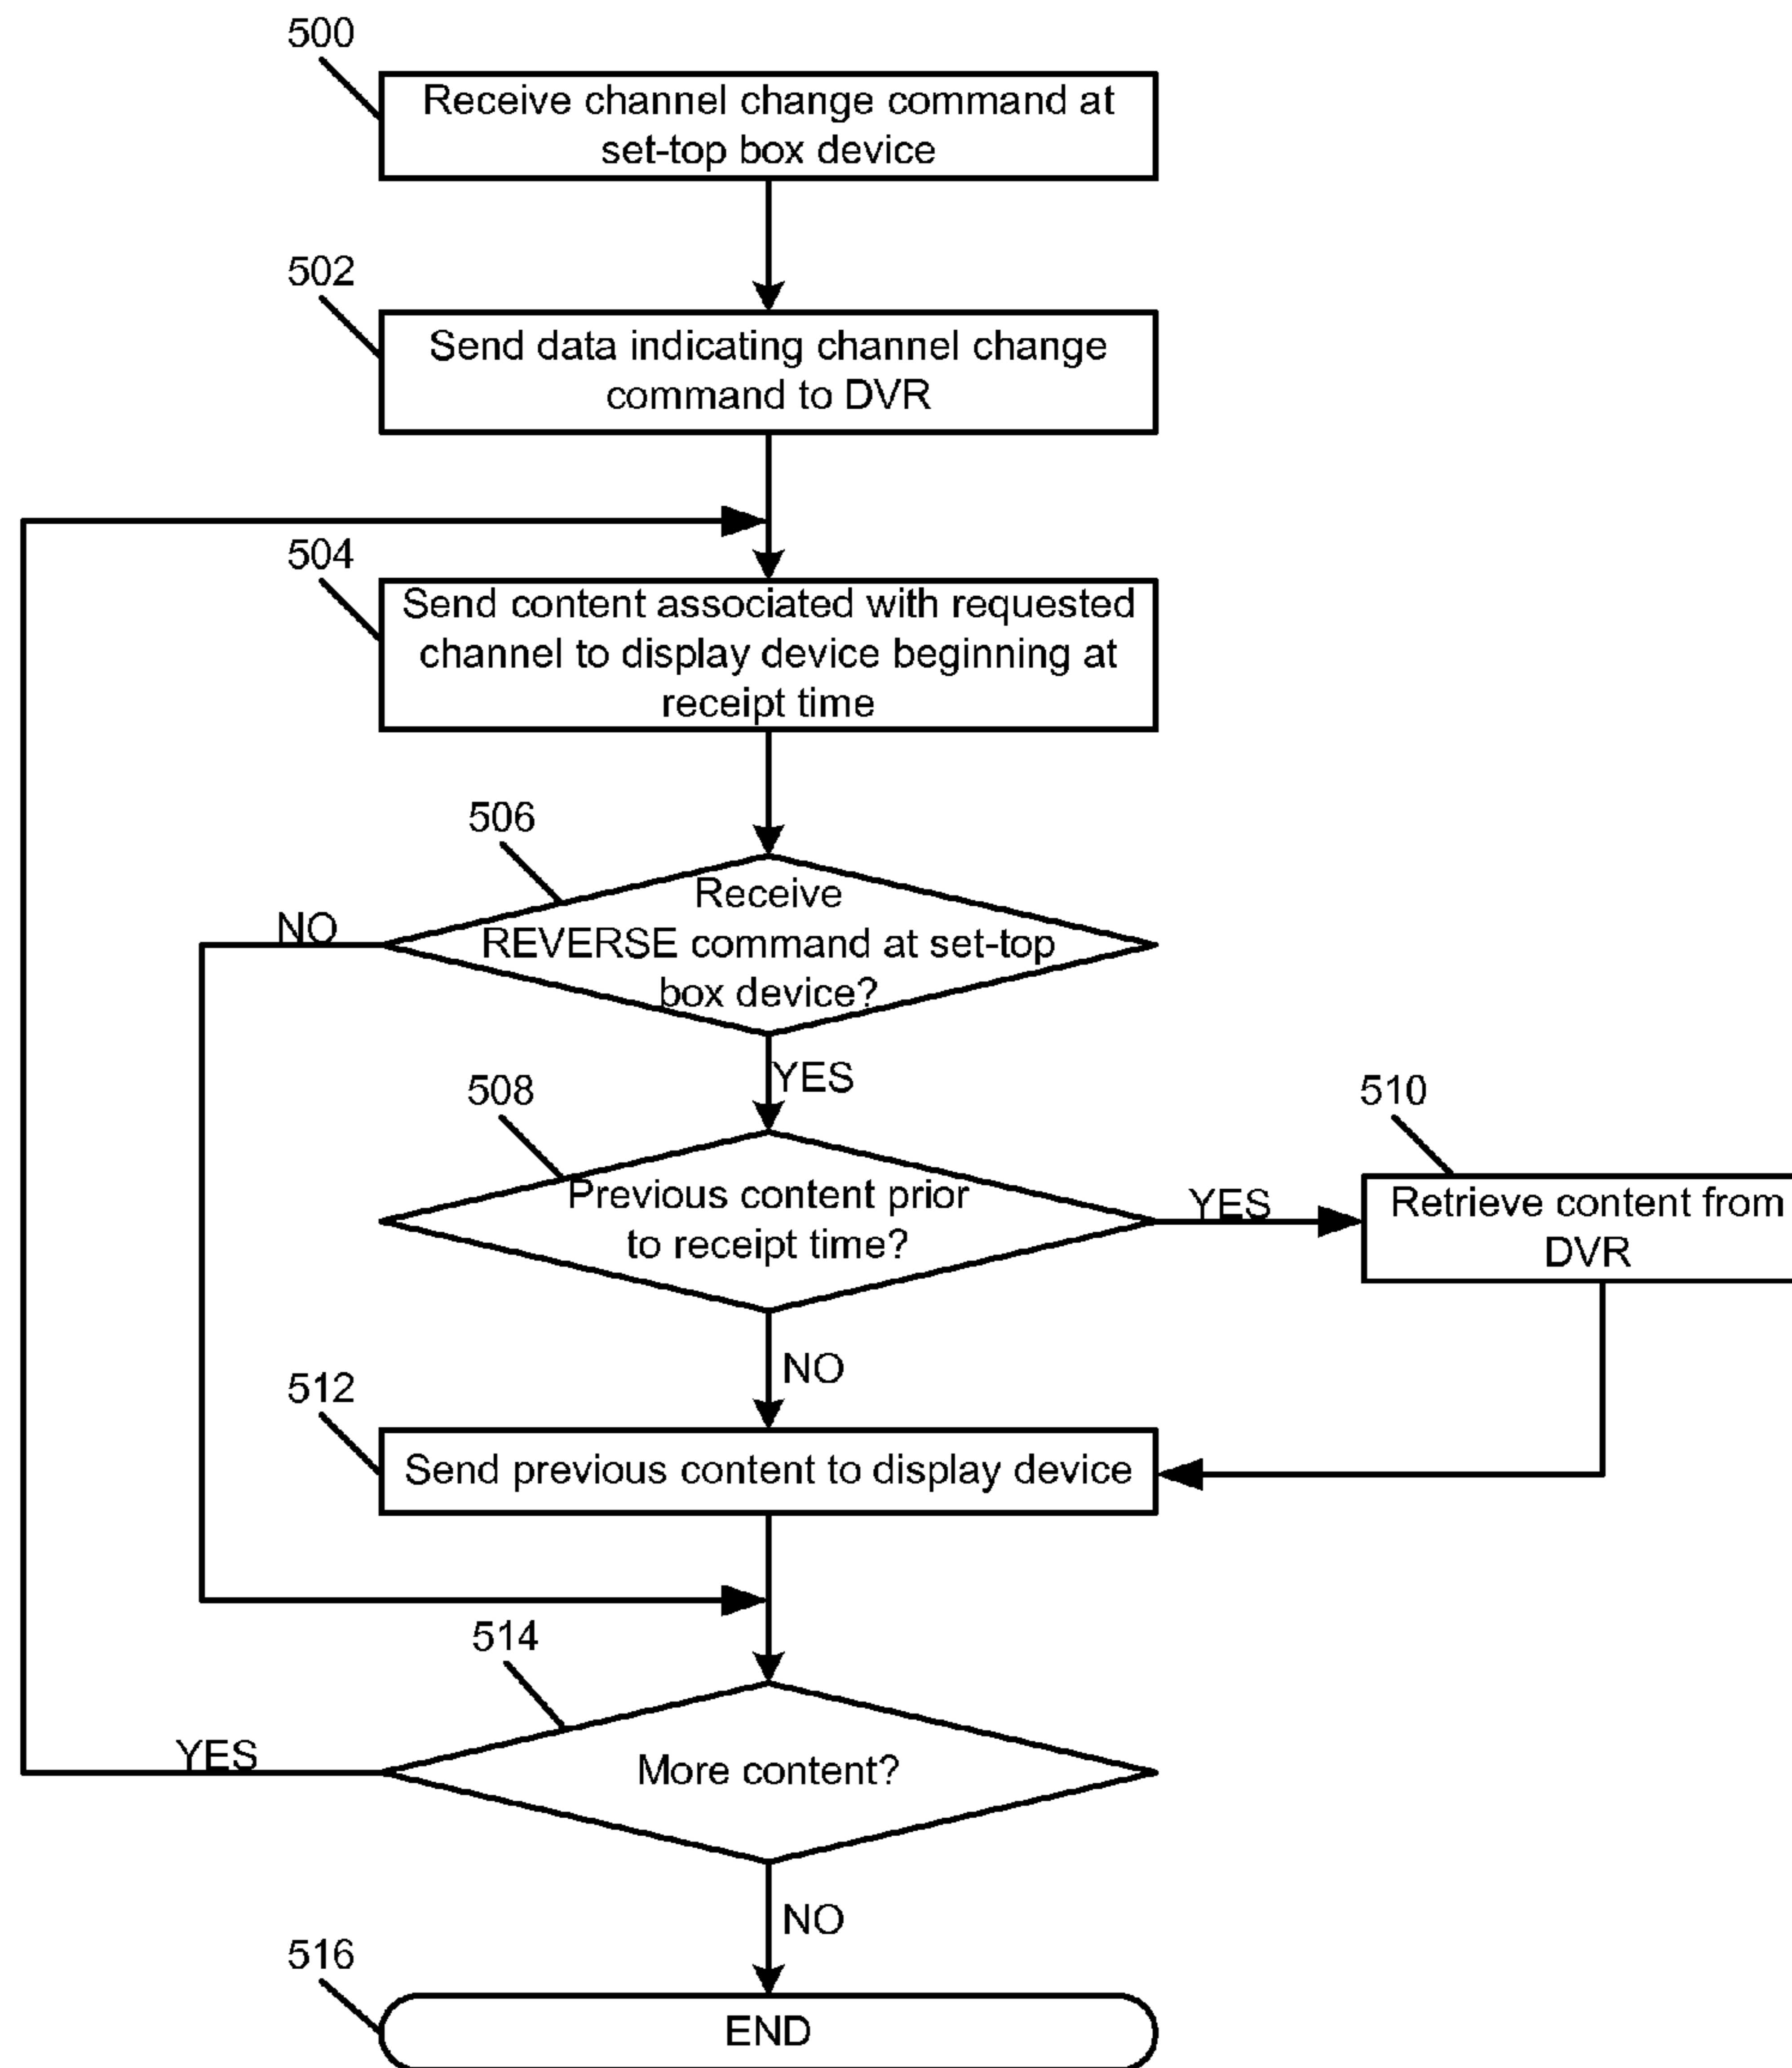 500
Receive channel change command at
set-top box device
502
Send data indicating channel change
command to DVR
504
Send content associated with requested
channel to display device beginning at
receipt time
506
Receive
REVERSE command at set-top
box device?
NO
YES
508
Previous content prior
to receipt time?
YES
510
Retrieve content from
DVR
NO
512
Send previous content to display device
514
More content?
YES
NO
516
END